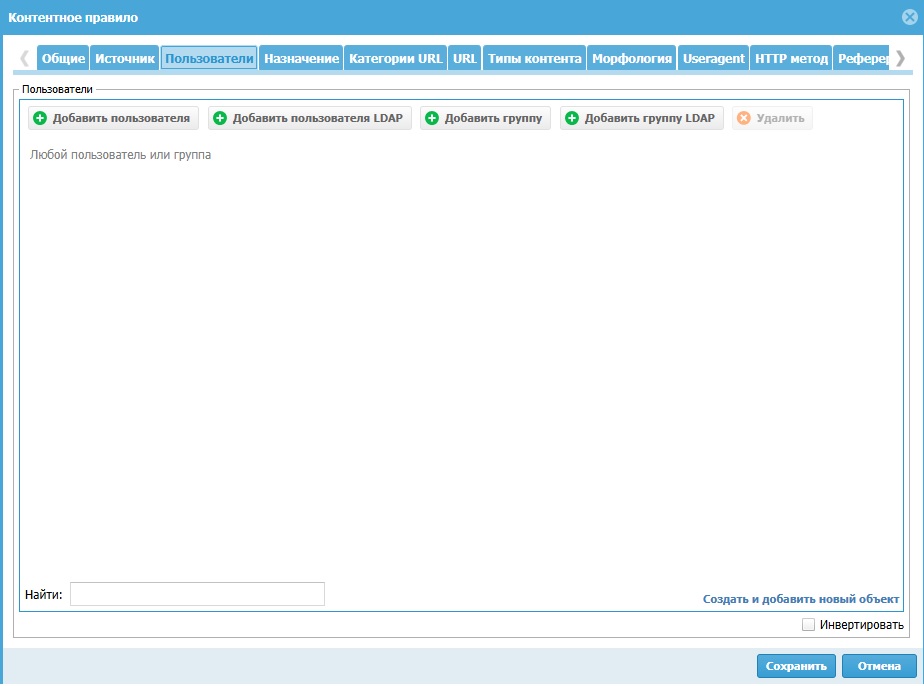 Контентное правило
Общие Источник Пользователи Назначение Категории URL URL Типы контента Морфология Useragent HTTP метод Реферер
Пользователи
Добавить пользователя Добавить пользователя LDAP Добавить группу Добавить группу LDAP Удалить
Любой пользователь или группа
Найти:
Создать и добавить новый объект
Инвертировать
Сохранить Отмена